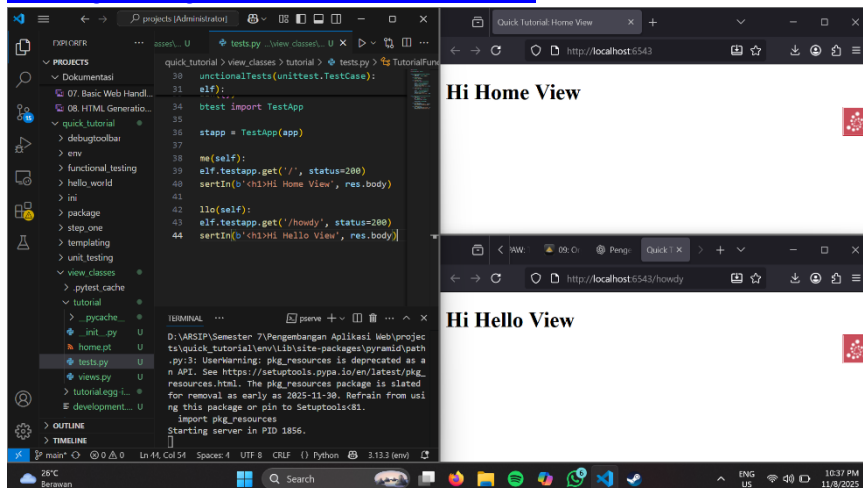 projects [Administrator]
EXPLORER
PROJECTS
Dokumentasi
07. Basic Web Handl...
08. HTML Generatio...
quick_tutorial
debugtoolbar
env
functional_testing
hello_world
ini
package
step_one
templating
unit_testing
view_classes
.pytest_cache
tutorial
__pycache__
__init__.py U
home.pt U
tests.py U
views.py U
tutorial.egg-i...
development.... U
OUTLINE
TIMELINE
asses\... U
tests.py ...\view_classes\... U
quick_tutorial > view_classes > tutorial > tests.py > TutorialFunc
30 unctionalTests(unittest.TestCase):
31 elf):
34 btest import TestApp
35
36 stapp = TestApp(app)
37
38 me(self):
39 elf.testapp.get('/', status=200)
40 sertIn(b'<h1>Hi Home View', res.body)
41
42 llo(self):
43 elf.testapp.get('/howdy', status=200)
44 sertIn(b'<h1>Hi Hello View', res.body)
TERMINAL
pserve
D:\ARSIP\Semester 7\Pengembangan Aplikasi Web\projec
ts\quick_tutorial\env\Lib\site-packages\pyramid\path
.py:3: UserWarning: pkg_resources is deprecated as a
n API. See https://setuptools.pypa.io/en/latest/pkg_
resources.html. The pkg_resources package is slated
for removal as early as 2025-11-30. Refrain from usi
ng this package or pin to Setuptools<81.
import pkg_resources
Starting server in PID 1856.
main* 0 0 0 Ln 44, Col 54 Spaces: 4 UTF-8 CRLF {} Python 3.13.3 (env)
Quick Tutorial: Home View
http://localhost:6543
Hi Home View
09: O
Penge
Quick T
http://localhost:6543/howdy
Hi Hello View
26°C
Berawan
Search
ENG
US
10:37 PM
11/8/2025